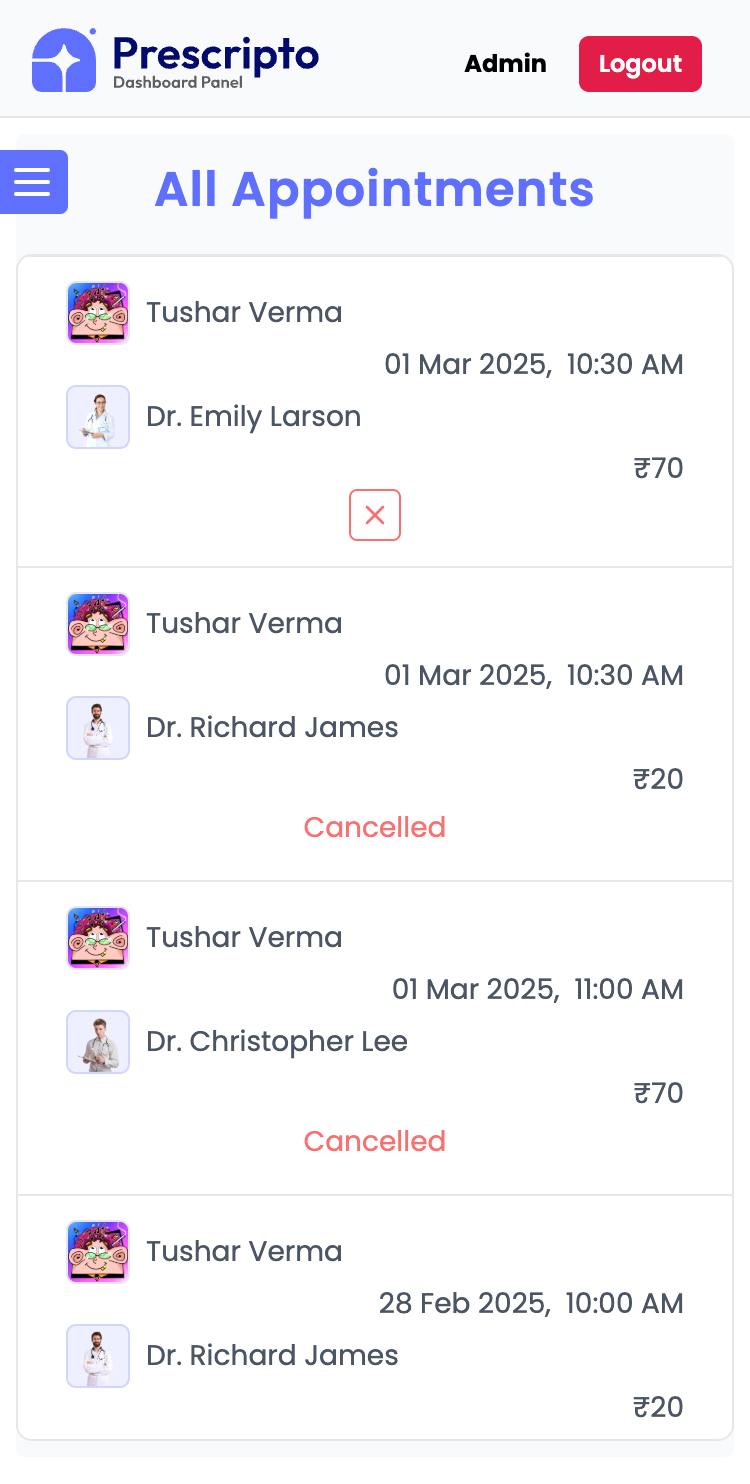 Prescripto
Dashboard Panel
Admin
Logout
All Appointments
Tushar Verma
01 Mar 2025, 10:30 AM
Dr. Emily Larson
₹70
Tushar Verma
01 Mar 2025, 10:30 AM
Dr. Richard James
₹20
Cancelled
Tushar Verma
01 Mar 2025, 11:00 AM
Dr. Christopher Lee
₹70
Cancelled
Tushar Verma
28 Feb 2025, 10:00 AM
Dr. Richard James
₹20